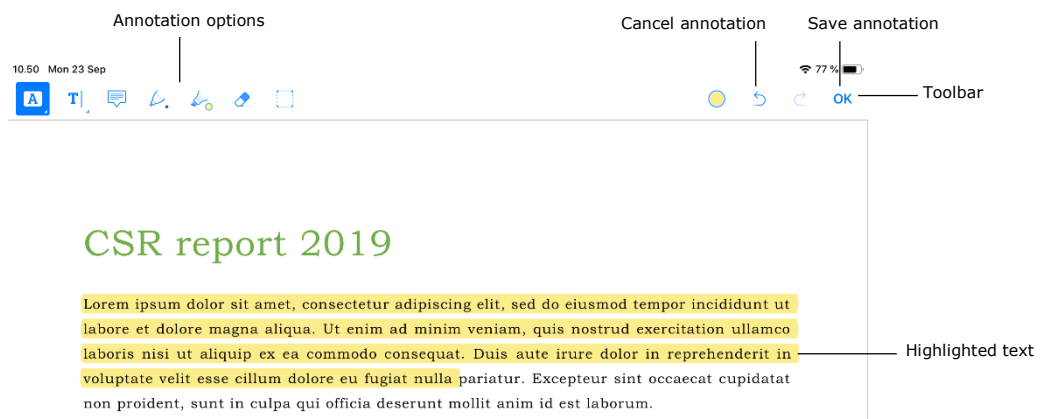 Annotation options
Cancel annotation
Save annotation
10.50 Mon 23 Sep
77 %
A
T
OK
Toolbar
CSR report 2019
Lorem ipsum dolor sit amet, consectetur adipiscing elit, sed do eiusmod tempor incididunt ut
labore et dolore magna aliqua. Ut enim ad minim veniam, quis nostrud exercitation ullamco
laboris nisi ut aliquip ex ea commodo consequat. Duis aute irure dolor in reprehenderit in
Highlighted text
voluptate velit esse cillum dolore eu fugiat nulla pariatur. Excepteur sint occaecat cupidatat
non proident, sunt in culpa qui officia deserunt mollit anim id est laborum.